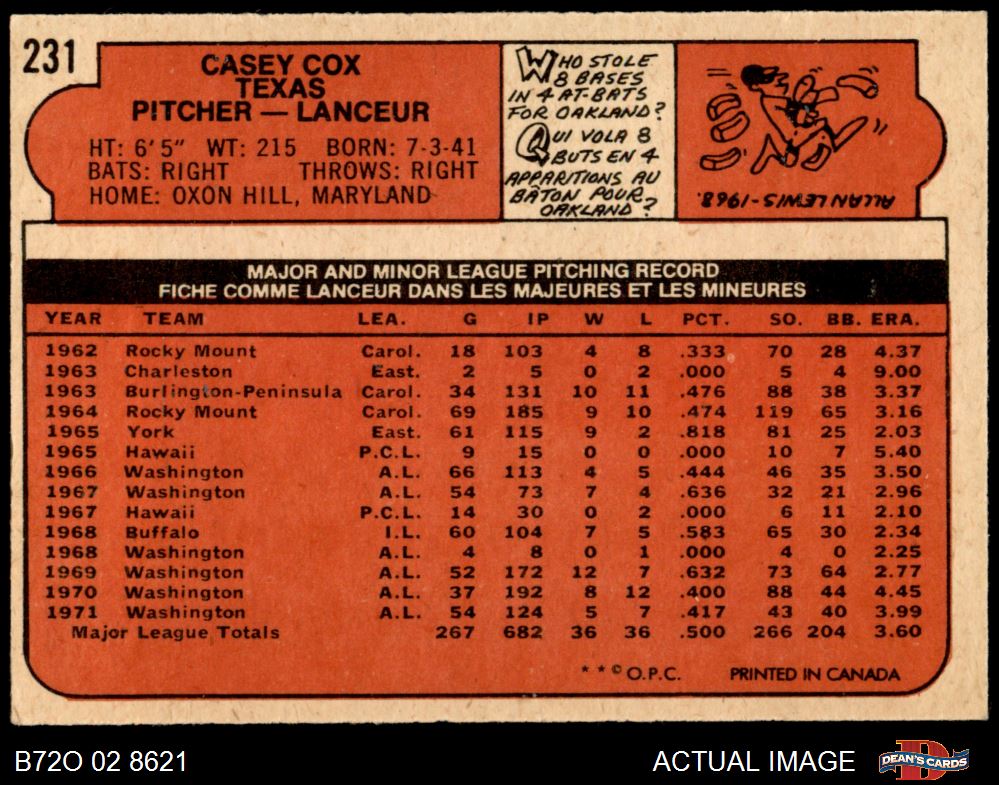 231
CASEY COX
TEXAS
PITCHER — LANCEUR
HT: 6'5" WT: 215 BORN: 7-3-41
BATS: RIGHT THROWS: RIGHT
HOME: OXON HILL, MARYLAND
WHO STOLE
8 BASES
IN 4 AT-BATS
FOR OAKLAND?
QUI VOLA 8
BUTS EN 4
APPARITIONS AU
BÂTON POUR
OAKLAND?
ALLAN LEWIS-1968.
MAJOR AND MINOR LEAGUE PITCHING RECORD
FICHE COMME LANCEUR DANS LES MAJEURES ET LES MINEURES
YEAR TEAM LEA. G IP W L PCT. SO. BB. ERA.
1962 Rocky Mount Carol. 18 103 4 8 .333 70 28 4.37
1963 Charleston East. 2 5 0 2 .000 5 4 9.00
1963 Burlington-Peninsula Carol. 34 131 10 11 .476 88 38 3.37
1964 Rocky Mount Carol. 69 185 9 10 .474 119 65 3.16
1965 York East. 61 115 9 2 .818 81 25 2.03
1965 Hawaii P.C.L. 9 15 0 0 .000 10 7 5.40
1966 Washington A.L. 66 113 4 5 .444 46 35 3.50
1967 Washington A.L. 54 73 7 4 .636 32 21 2.96
1967 Hawaii P.C.L. 14 30 0 2 .000 6 11 2.10
1968 Buffalo I.L. 60 104 7 5 .583 65 30 2.34
1968 Washington A.L. 4 8 0 1 .000 4 0 2.25
1969 Washington A.L. 52 172 12 7 .632 73 64 2.77
1970 Washington A.L. 37 192 8 12 .400 88 44 4.45
1971 Washington A.L. 54 124 5 7 .417 43 40 3.99
Major League Totals 267 682 36 36 .500 266 204 3.60
* * © O.P.C. PRINTED IN CANADA
B72O 02 8621 ACTUAL IMAGE
D
DEAN'S CARDS